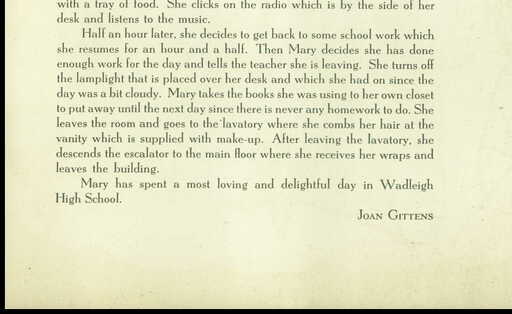 with a tray of food. She clicks on the radio which is by the side of her
desk and listens to the music.
Half an hour later, she decides to get back to some school work which
she resumes for an hour and a half. Then Mary decides she has done
enough work for the day and tells the teacher she is leaving. She turns off
the lamplight that is placed over her desk and which she had on since the
day was a bit cloudy. Mary takes the books she was using to her own closet
to put away until the next day since there is never any homework to do. She
leaves the room and goes to the lavatory where she combs her hair at the
vanity which is supplied with make-up. After leaving the lavatory, she
descends the escalator to the main floor where she receives her wraps and
leaves the building.
Mary has spent a most loving and delightful day in Wadleigh
High School.
Joan Gittens